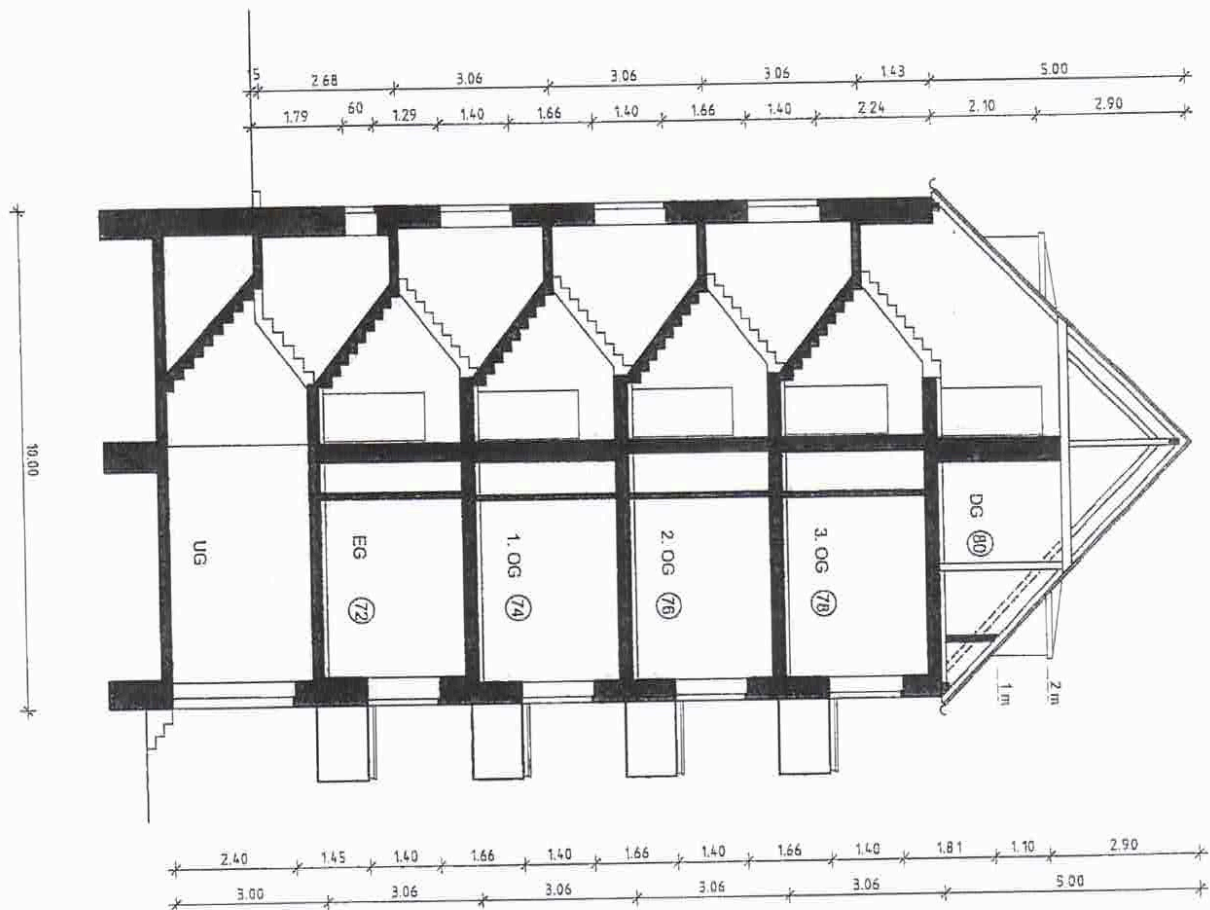 15 2.68 3.06 3.06 3.06 1.43 5.00
1.79 60 1.29 1.40 1.66 1.40 1.66 1.40 2.24 2.10 2.90
10.00
UG
EG 72
1. OG 74
2. OG 76
3. OG 78
DG 80
1 m
2 m
2.40 1.45 1.40 1.66 1.40 1.66 1.40 1.66 1.40 1.81 1.10 2.90
3.00 3.06 3.06 3.06 3.06 5.00